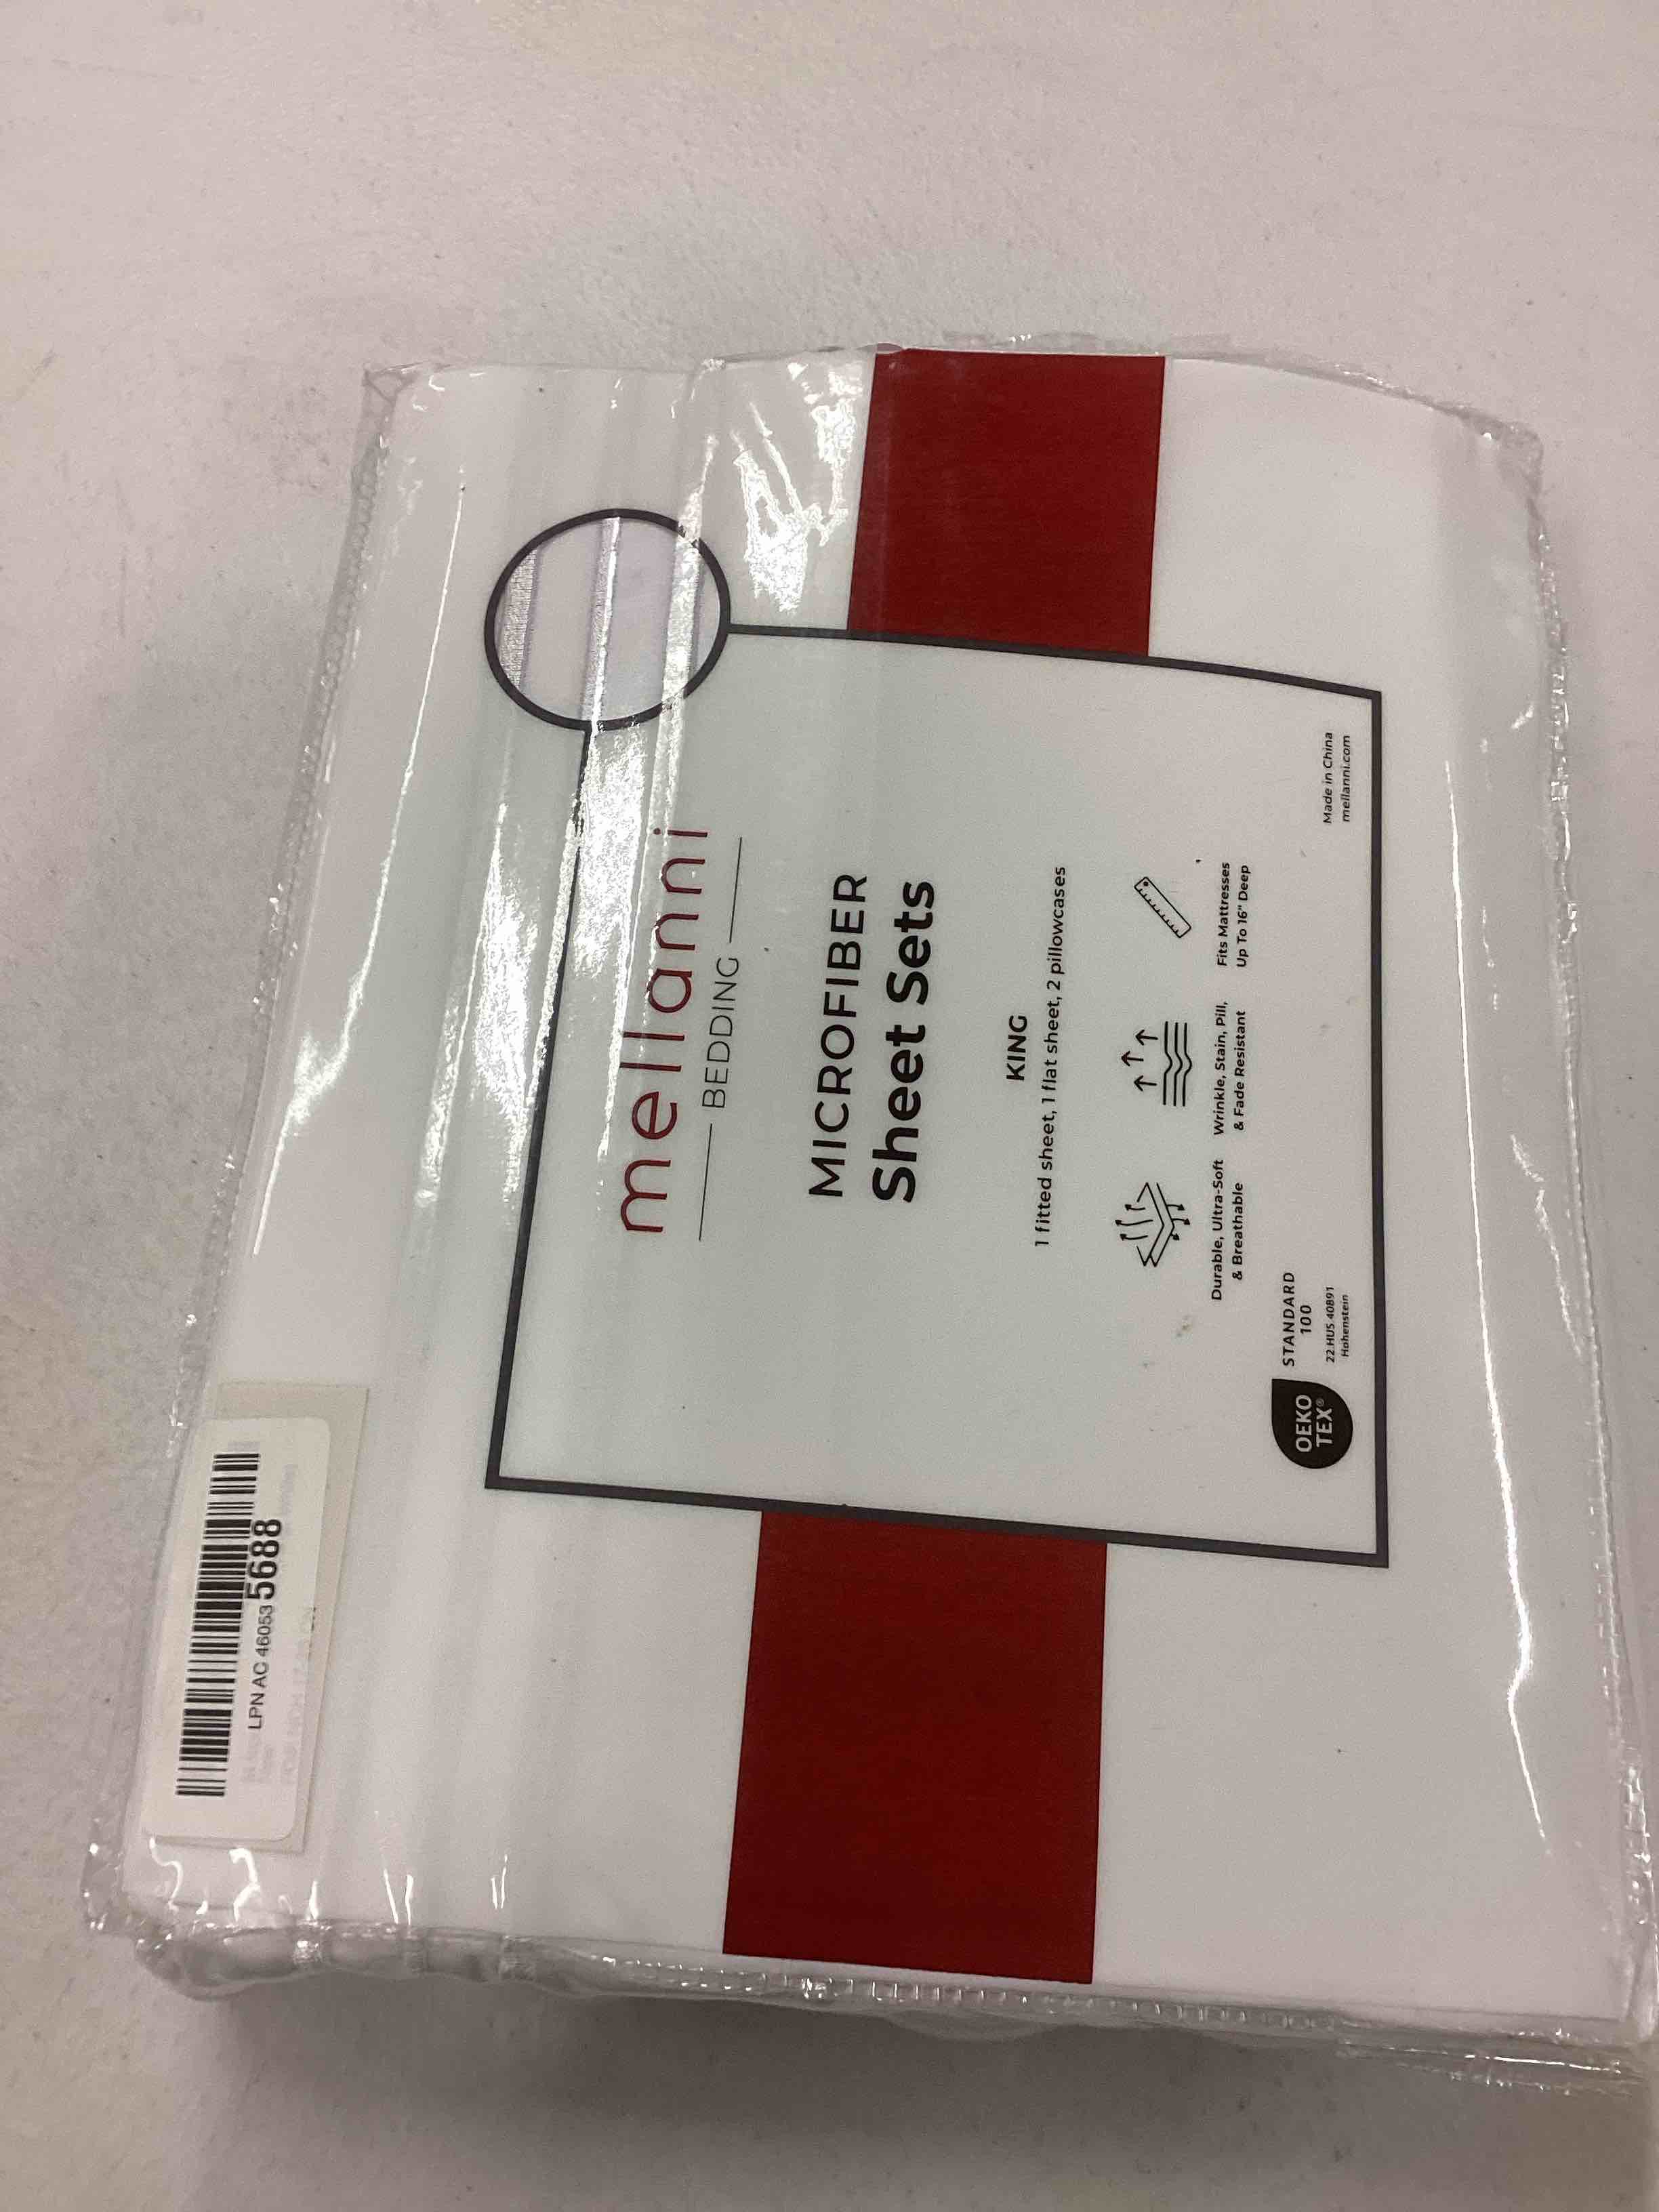 mellanni
BEDDING
MICROFIBER
Sheet Sets
KING
1 fitted sheet, 1 flat sheet, 2 pillowcases
Durable, Ultra-Soft
& Breathable
Wrinkle, Stain, Pill,
& Fade Resistant
Fits Mattresses
Up To 16" Deep
OEKO
TEX®
STANDARD
100
22.HUS.40891
Hohenstein
Made in China
mellanni.com
LPN AC 460535688